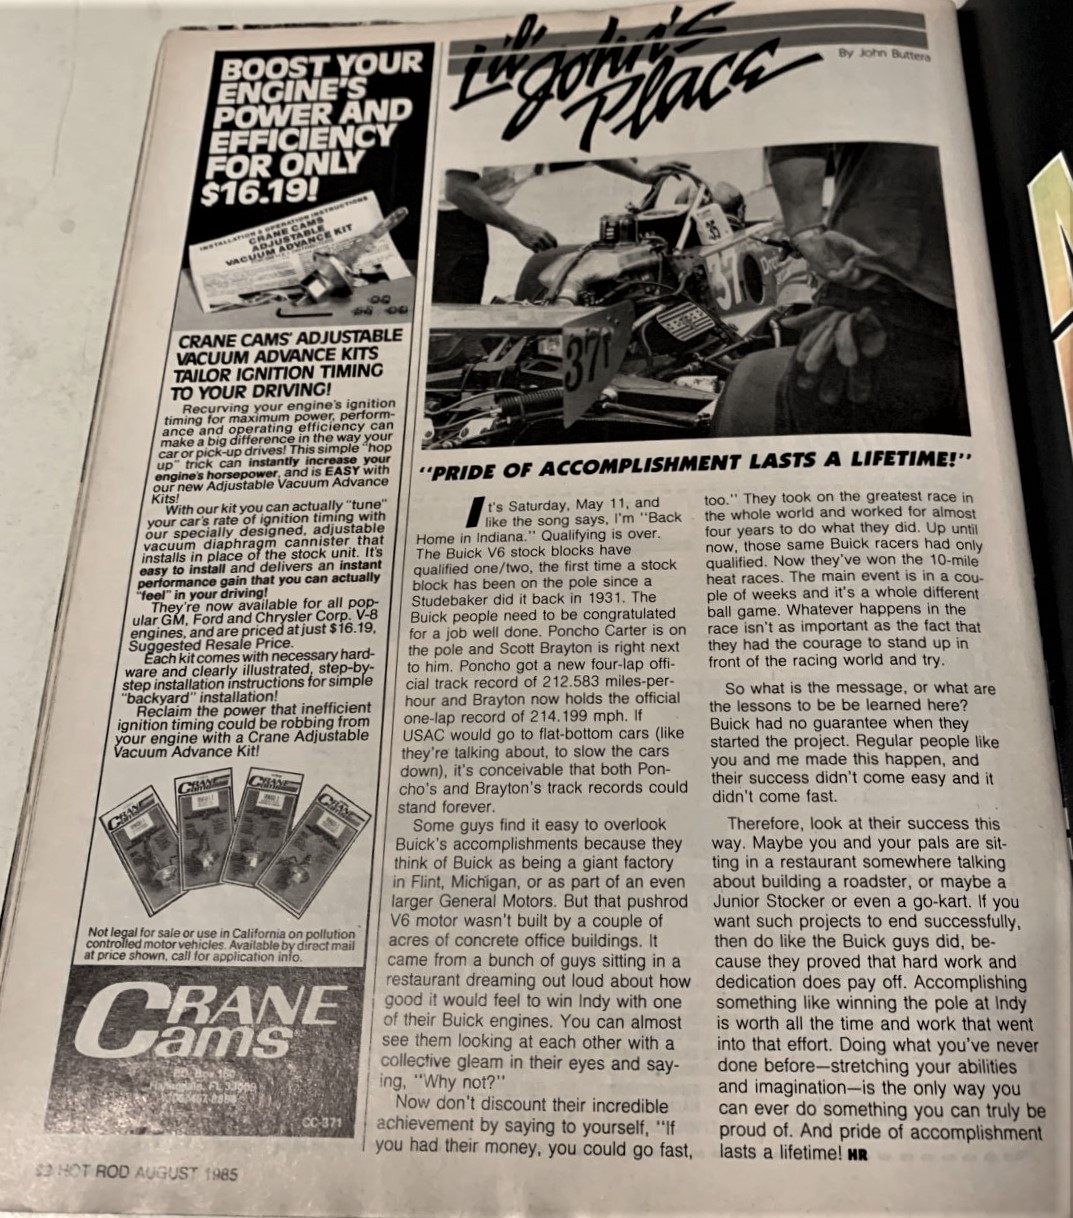 BOOST YOUR
ENGINE'S
POWER AND
EFFICIENCY
FOR ONLY
$16.19!
INSTALLATION & OPERATION INSTRUCTIONS
CRANE CAMS
ADJUSTABLE
VACUUM ADVANCE KIT
CRANE CAMS' ADJUSTABLE
VACUUM ADVANCE KITS
TAILOR IGNITION TIMING
TO YOUR DRIVING!
Recurving your engine's ignition
timing for maximum power, perform-
ance and operating efficiency can
make a big difference in the way your
car or pick-up drives! This simple "hop
up" trick can instantly increase your
engine's horsepower, and is EASY with
our new Adjustable Vacuum Advance
Kits!
With our kit you can actually "tune"
your car's rate of ignition timing with
our specially designed, adjustable
vacuum diaphragm cannister that
installs in place of the stock unit. It's
easy to install and delivers an instant
performance gain that you can actually
"feel" in your driving!
They're now available for all pop-
ular GM, Ford and Chrysler Corp. V-8
engines, and are priced at just $16.19,
Suggested Resale Price.
Each kit comes with necessary hard-
ware and clearly illustrated, step-by-
step installation instructions for simple
"backyard" installation!
Reclaim the power that inefficient
ignition timing could be robbing from
your engine with a Crane Adjustable
Vacuum Advance Kit!
CRANE
CRANE
CRANE
CRANE
Not legal for sale or use in California on pollution
controlled motor vehicles. Available by direct mail
at price shown, call for application info.
CRANE
Cams
P.O. Box 160
Hallandale, FL
CC-371
HOT ROD AUGUST 1985
Lil' John's
Place
By John Buttera
35
37
371
"PRIDE OF ACCOMPLISHMENT LASTS A LIFETIME!"
It's Saturday, May 11, and
like the song says, I'm "Back
Home in Indiana." Qualifying is over.
The Buick V6 stock blocks have
qualified one/two, the first time a stock
block has been on the pole since a
Studebaker did it back in 1931. The
Buick people need to be congratulated
for a job well done. Poncho Carter is on
the pole and Scott Brayton is right next
to him. Poncho got a new four-lap offi-
cial track record of 212.583 miles-per-
hour and Brayton now holds the official
one-lap record of 214.199 mph. If
USAC would go to flat-bottom cars (like
they're talking about, to slow the cars
down), it's conceivable that both Pon-
cho's and Brayton's track records could
stand forever.
Some guys find it easy to overlook
Buick's accomplishments because they
think of Buick as being a giant factory
in Flint, Michigan, or as part of an even
larger General Motors. But that pushrod
V6 motor wasn't built by a couple of
acres of concrete office buildings. It
came from a bunch of guys sitting in a
restaurant dreaming out loud about how
good it would feel to win Indy with one
of their Buick engines. You can almost
see them looking at each other with a
collective gleam in their eyes and say-
ing, "Why not?"
Now don't discount their incredible
achievement by saying to yourself, "If
you had their money, you could go fast,
too." They took on the greatest race in
the whole world and worked for almost
four years to do what they did. Up until
now, those same Buick racers had only
qualified. Now they've won the 10-mile
heat races. The main event is in a cou-
ple of weeks and it's a whole different
ball game. Whatever happens in the
race isn't as important as the fact that
they had the courage to stand up in
front of the racing world and try.
So what is the message, or what are
the lessons to be be learned here?
Buick had no guarantee when they
started the project. Regular people like
you and me made this happen, and
their success didn't come easy and it
didn't come fast.
Therefore, look at their success this
way. Maybe you and your pals are sit-
ting in a restaurant somewhere talking
about building a roadster, or maybe a
Junior Stocker or even a go-kart. If you
want such projects to end successfully,
then do like the Buick guys did, be-
cause they proved that hard work and
dedication does pay off. Accomplishing
something like winning the pole at Indy
is worth all the time and work that went
into that effort. Doing what you've never
done before—stretching your abilities
and imagination—is the only way you
can ever do something you can truly be
proud of. And pride of accomplishment
lasts a lifetime! HR